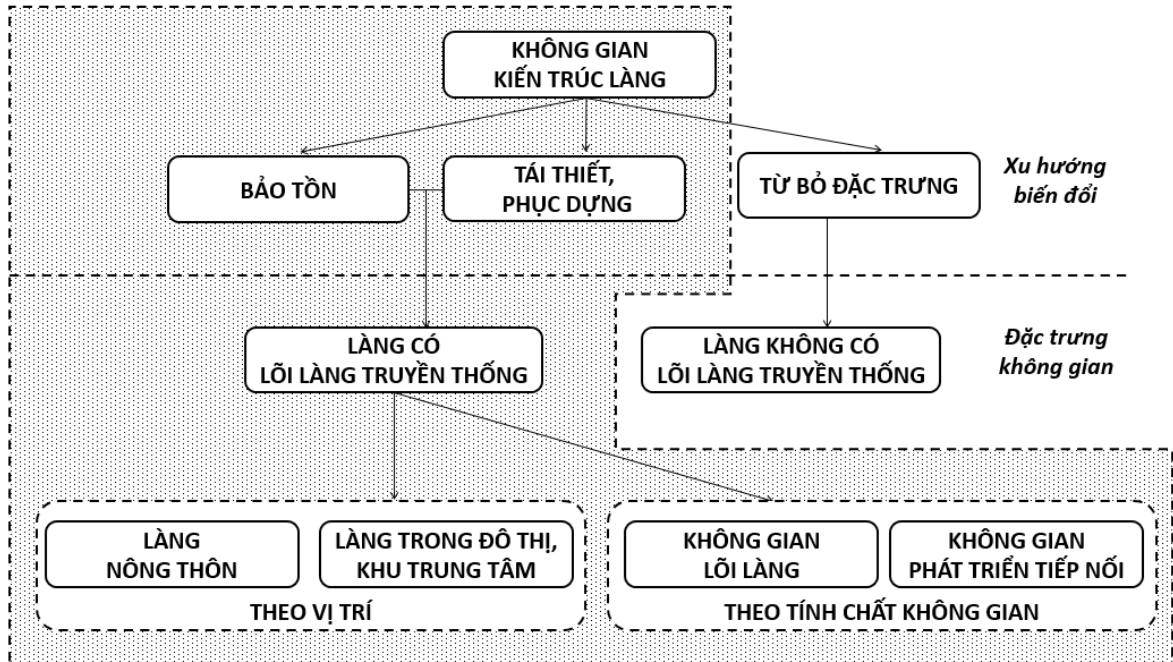 KHÔNG GIAN
KIẾN TRÚC LÀNG
BẢO TỒN
TÁI THIẾT,
PHỤC DỰNG
TỪ BỎ ĐẶC TRƯNG
Xu hướng
biến đổi
LÀNG CÓ
LÕI LÀNG TRUYỀN THỐNG
LÀNG KHÔNG CÓ
LÕI LÀNG TRUYỀN THỐNG
Đặc trưng
không gian
LÀNG
NÔNG THÔN
LÀNG TRONG ĐÔ THỊ,
KHU TRUNG TÂM
THEO VỊ TRÍ
KHÔNG GIAN
LÕI LÀNG
KHÔNG GIAN
PHÁT TRIỂN TIẾP NỐI
THEO TÍNH CHẤT KHÔNG GIAN